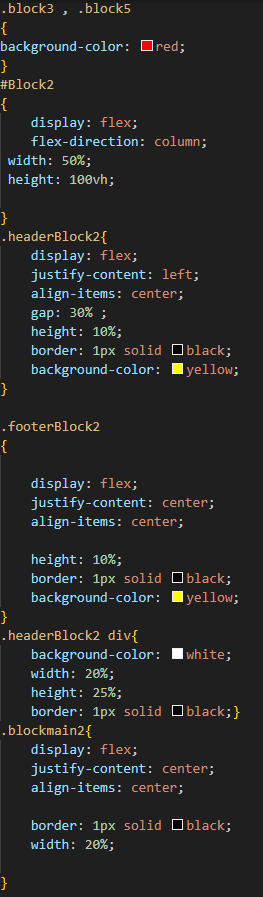 .block3 , .block5
{
background-color: red;
}
#Block2
{
display: flex;
flex-direction: column;
width: 50%;
height: 100vh;
}
.headerBlock2{
display: flex;
justify-content: left;
align-items: center;
gap: 30% ;
height: 10%;
border: 1px solid black;
background-color: yellow;
}
.footerBlock2
{
display: flex;
justify-content: center;
align-items: center;
height: 10%;
border: 1px solid black;
background-color: yellow;
}
.headerBlock2 div{
background-color: white;
width: 20%;
height: 25%;
border: 1px solid black;}
.blockmain2{
display: flex;
justify-content: center;
align-items: center;
border: 1px solid black;
width: 20%;
}